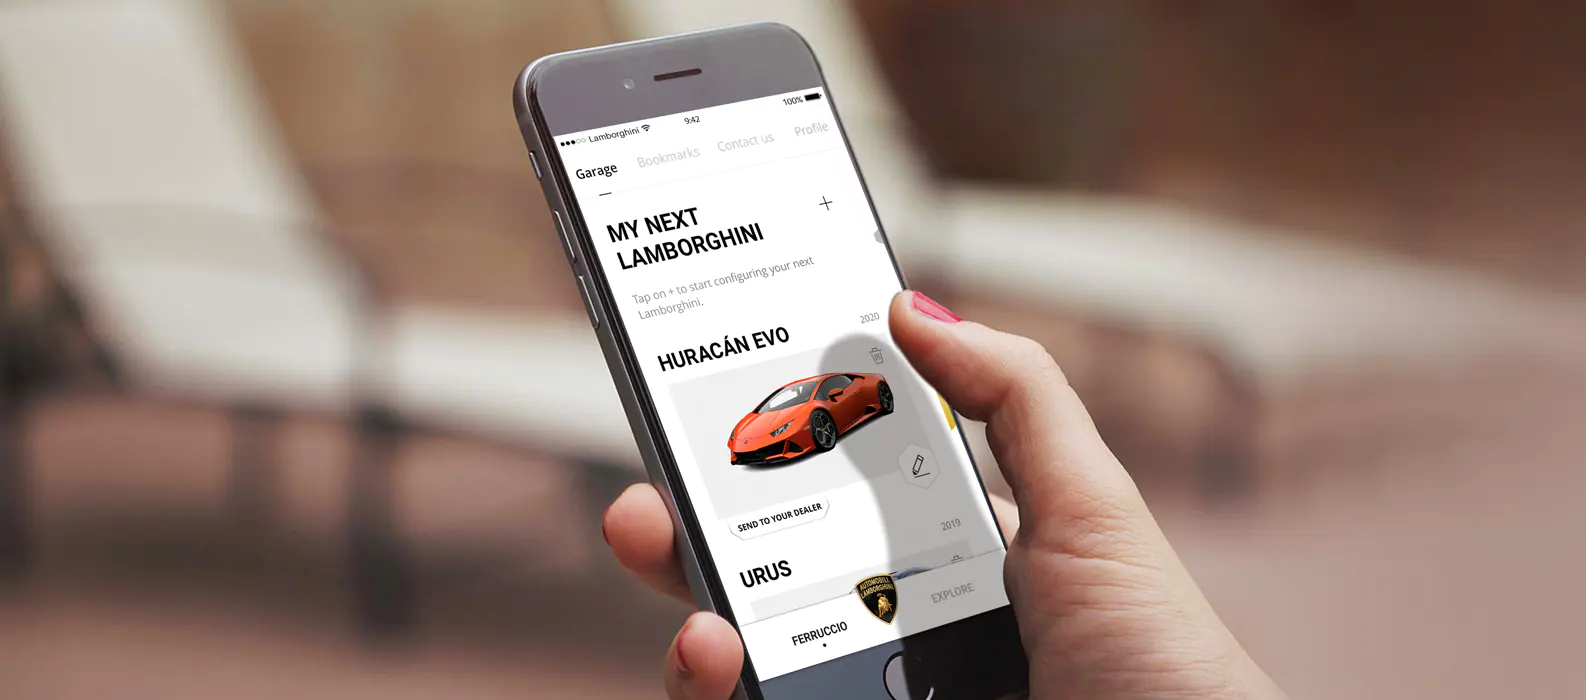 Lamborghini 9:42 100%
Garage Bookmarks Contact us Profile
MY NEXT
LAMBORGHINI
+
Tap on + to start configuring your next
Lamborghini.
HURACÁN EVO 2020
SEND TO YOUR DEALER
URUS 2019
AUTOMOBILI
LAMBORGHINI
FERRUCCIO EXPLORE